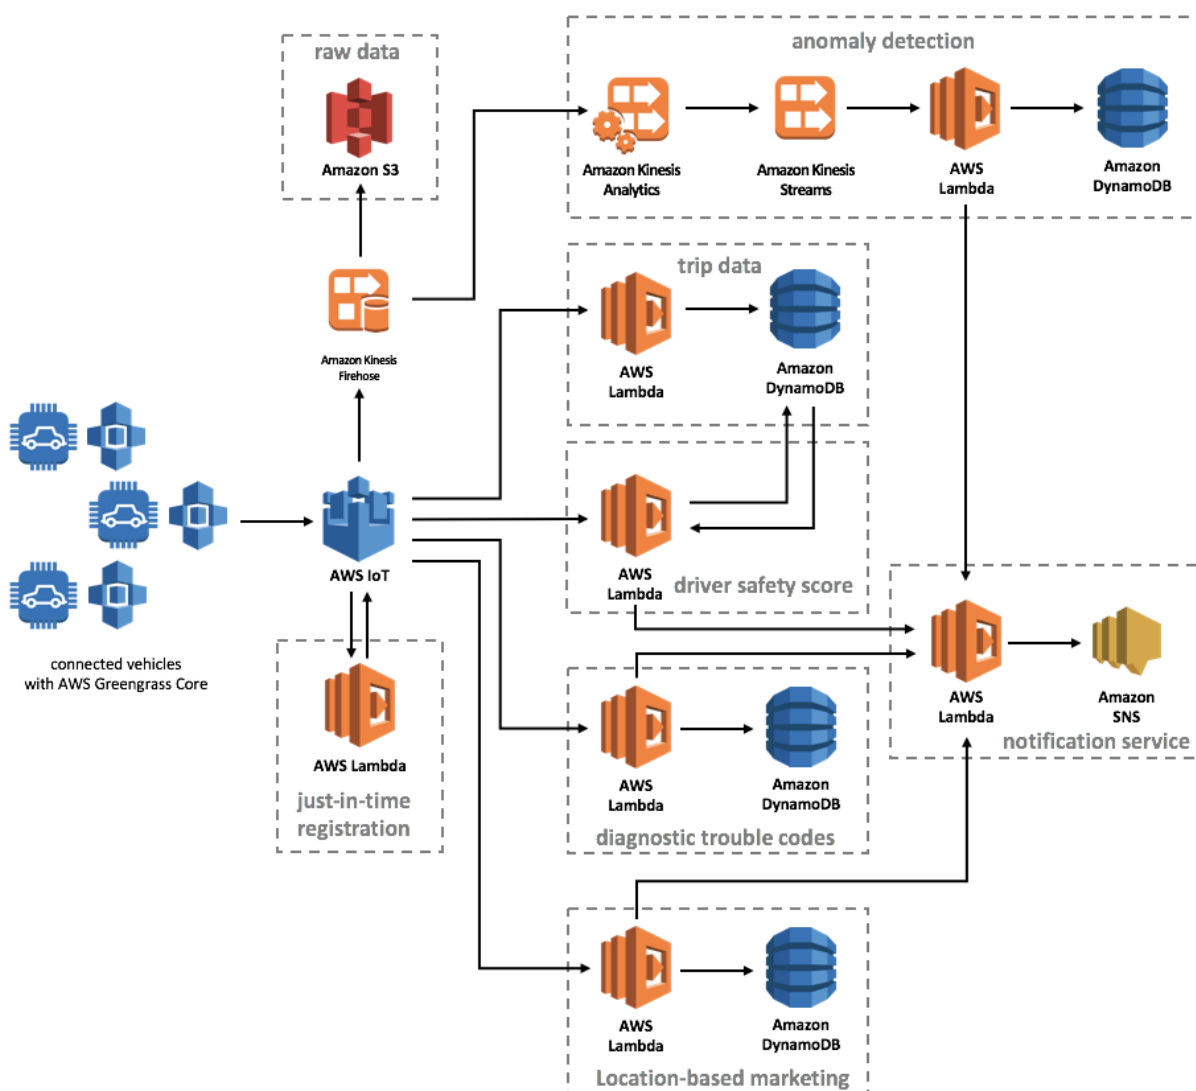 raw data
Amazon S3
anomaly detection
Amazon Kinesis
Analytics
Amazon Kinesis
Streams
AWS
Lambda
Amazon
DynamoDB
Amazon Kinesis
Firehose
trip data
AWS
Lambda
Amazon
DynamoDB
connected vehicles
with AWS Greengrass Core
AWS IoT
AWS
Lambda
driver safety score
AWS Lambda
just-in-time
registration
AWS
Lambda
Amazon
DynamoDB
diagnostic trouble codes
AWS
Lambda
Amazon
SNS
notification service
AWS
Lambda
Amazon
DynamoDB
Location-based marketing